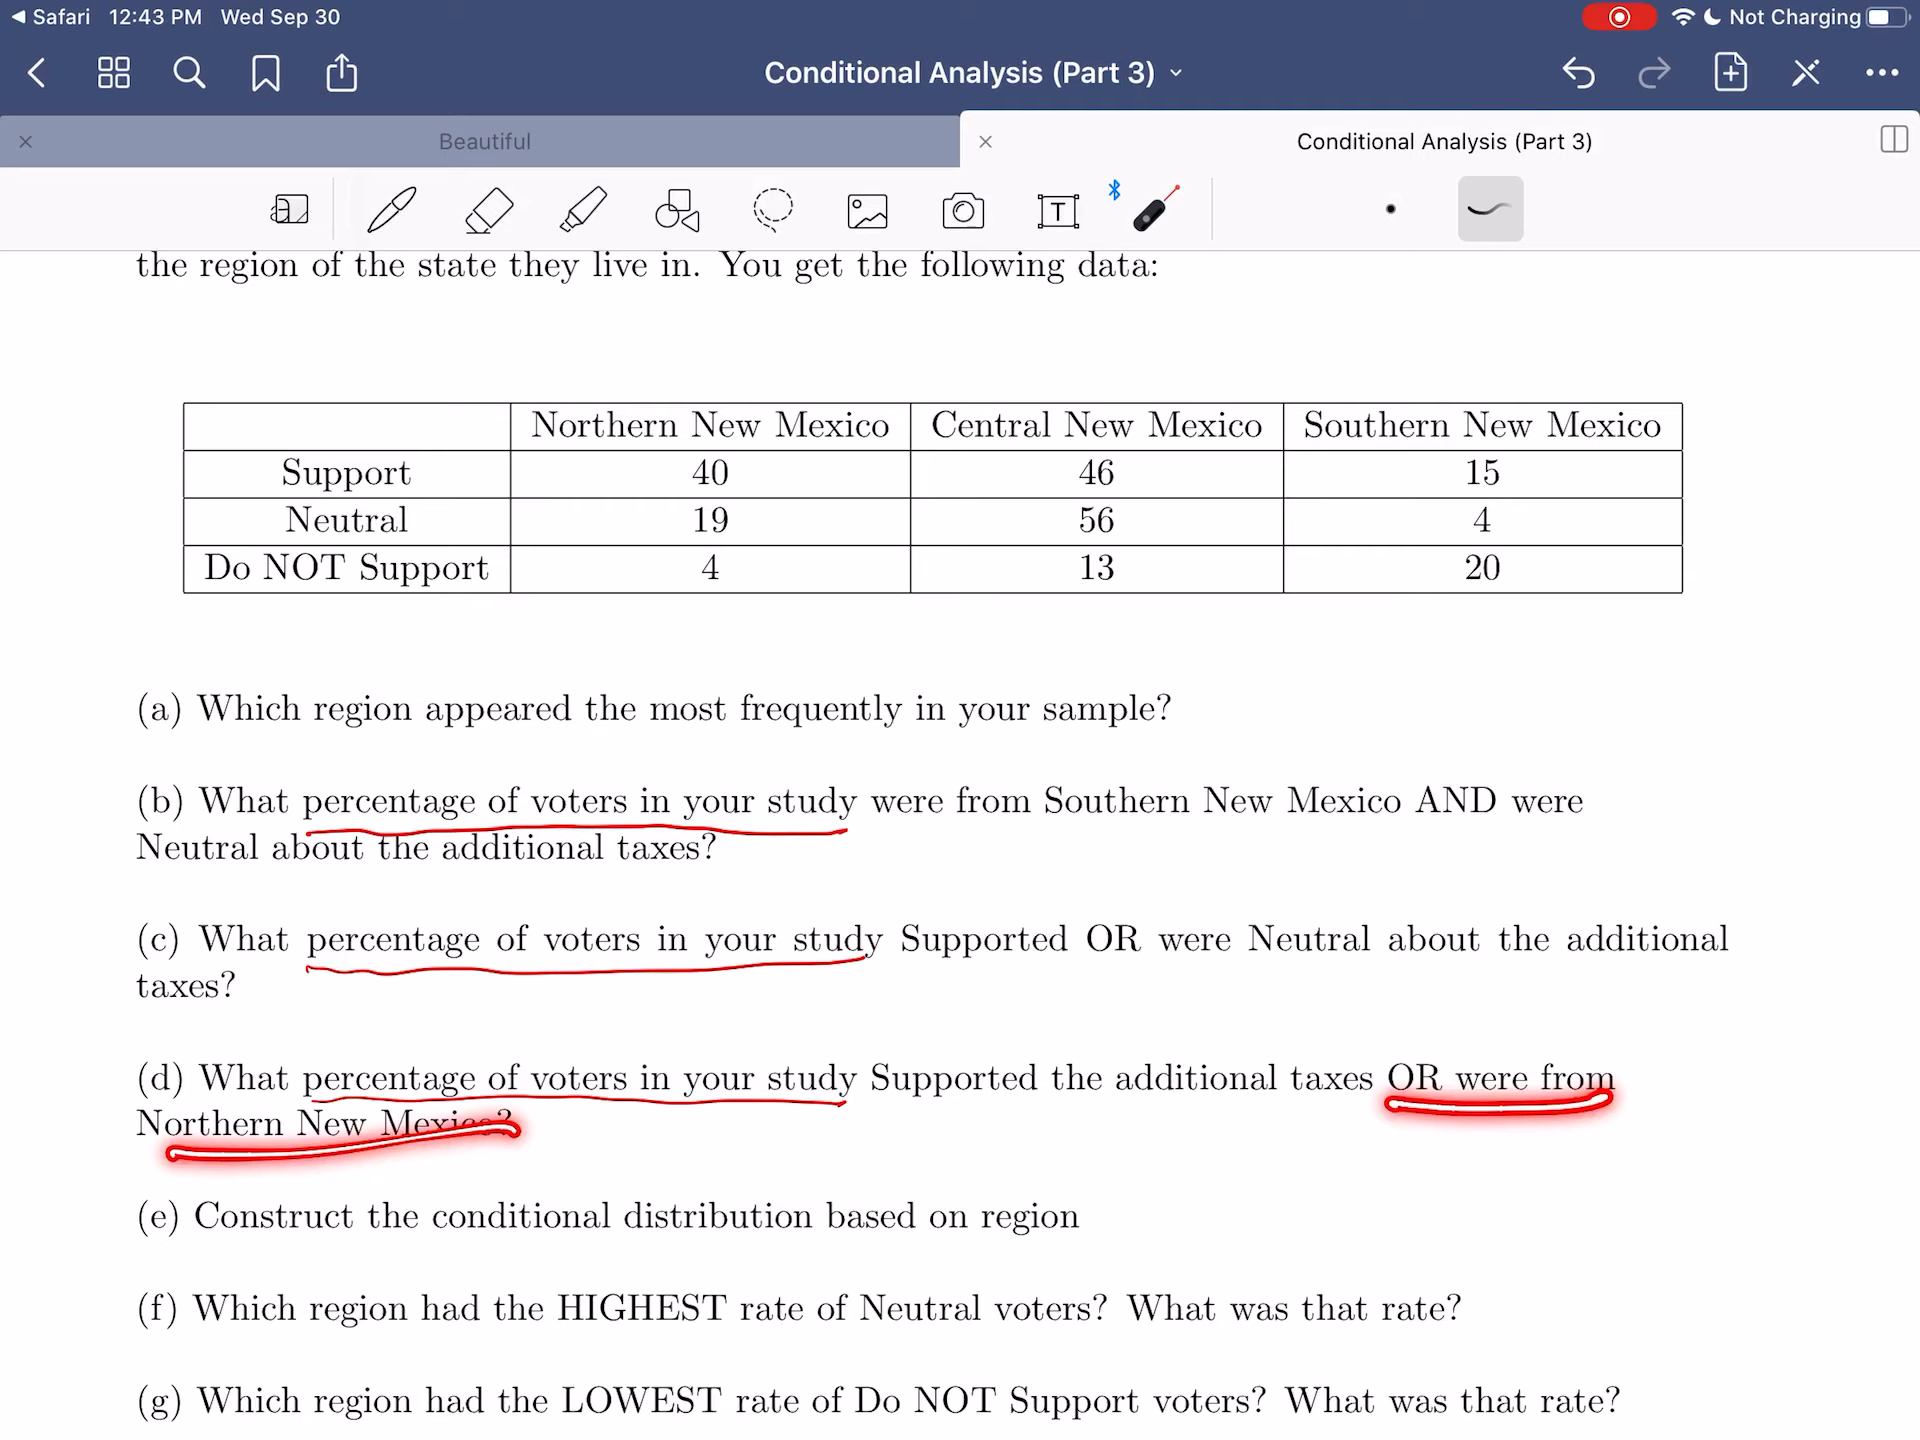 Safari 12:43 PM Wed Sep 30 Not Charging
Conditional Analysis (Part 3)
Beautiful Conditional Analysis (Part 3)
the region of the state they live in. You get the following data:
Northern New Mexico Central New Mexico Southern New Mexico
Support 40 46 15
Neutral 19 56 4
Do NOT Support 4 13 20
(a) Which region appeared the most frequently in your sample?
(b) What percentage of voters in your study were from Southern New Mexico AND were
Neutral about the additional taxes?
(c) What percentage of voters in your study Supported OR were Neutral about the additional
taxes?
(d) What percentage of voters in your study Supported the additional taxes OR were from
Northern New Mexico?
(e) Construct the conditional distribution based on region
(f) Which region had the HIGHEST rate of Neutral voters? What was that rate?
(g) Which region had the LOWEST rate of Do NOT Support voters? What was that rate?